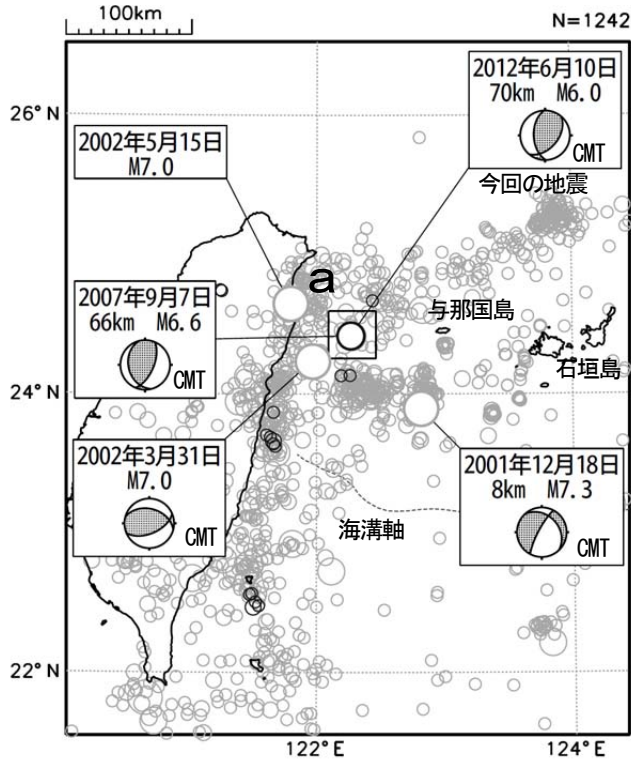 100km
N=1242
26°N
2012年6月10日
70km M6.0
CMT
今回の地震
2002年5月15日
M7.0
a
2007年9月7日
66km M6.6
CMT
与那国島
石垣島
24°N
2002年3月31日
M7.0
CMT
2001年12月18日
8km M7.3
CMT
海溝軸
22°N
122°E
124°E